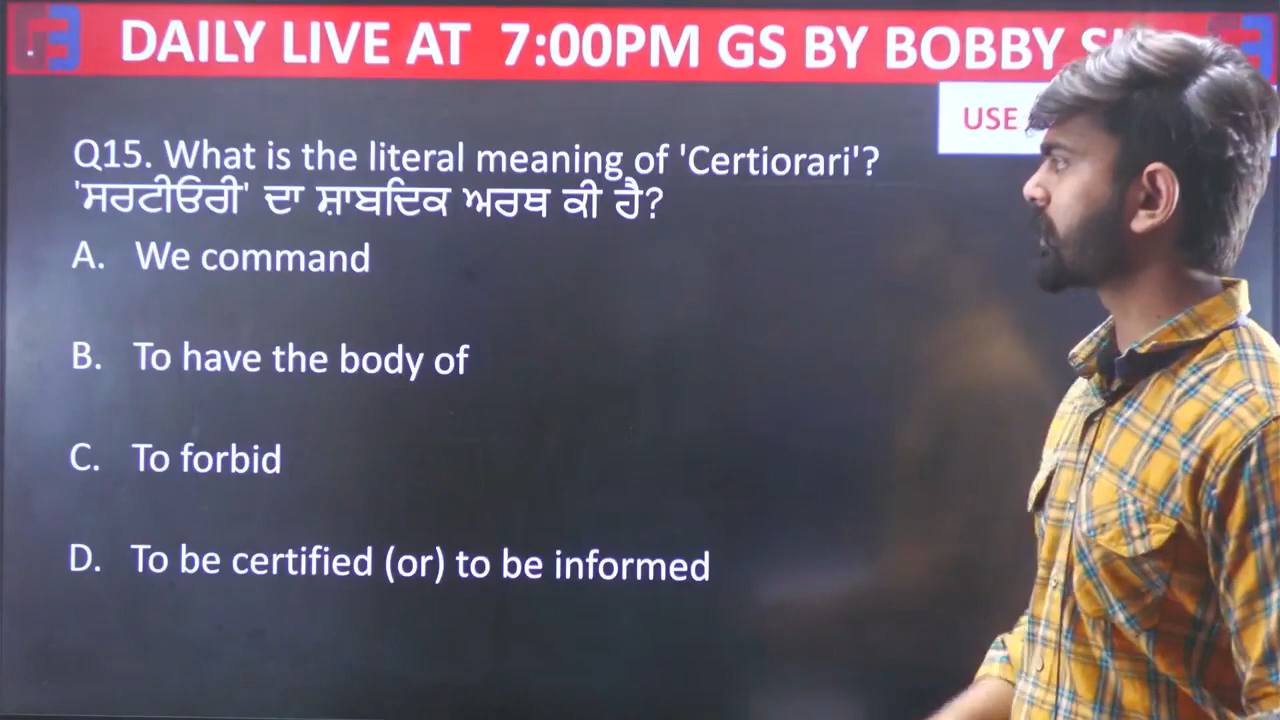 DAILY LIVE AT 7:00PM GS BY BOBBY
USE
Q15. What is the literal meaning of 'Certiorari'?
'ਸਰਟੀਓਰੀ' ਦਾ ਸ਼ਾਬਦਿਕ ਅਰਥ ਕੀ ਹੈ?
A. We command
B. To have the body of
C. To forbid
D. To be certified (or) to be informed